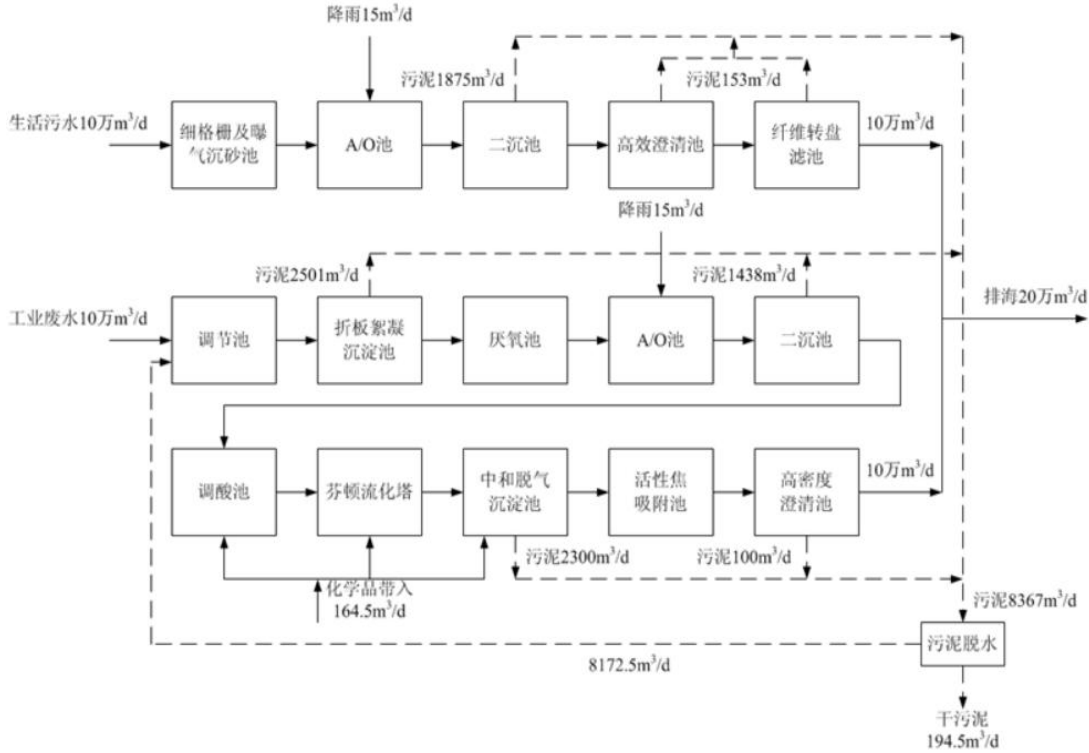 降雨15m³/d
污泥1875m³/d
污泥153m³/d
生活污水10万m³/d
细格栅及曝
气沉砂池
A/O池
二沉池
高效澄清池
纤维转盘
滤池
10万m³/d
降雨15m³/d
污泥2501m³/d
污泥1438m³/d
排海20万m³/d
工业废水10万m³/d
调节池
折板絮凝
沉淀池
厌氧池
A/O池
二沉池
调酸池
芬顿流化塔
中和脱气
沉淀池
活性焦
吸附池
高密度
澄清池
10万m³/d
污泥2300m³/d
污泥100m³/d
化学品带入
164.5m³/d
污泥8367m³/d
污泥脱水
8172.5m³/d
干污泥
194.5m³/d